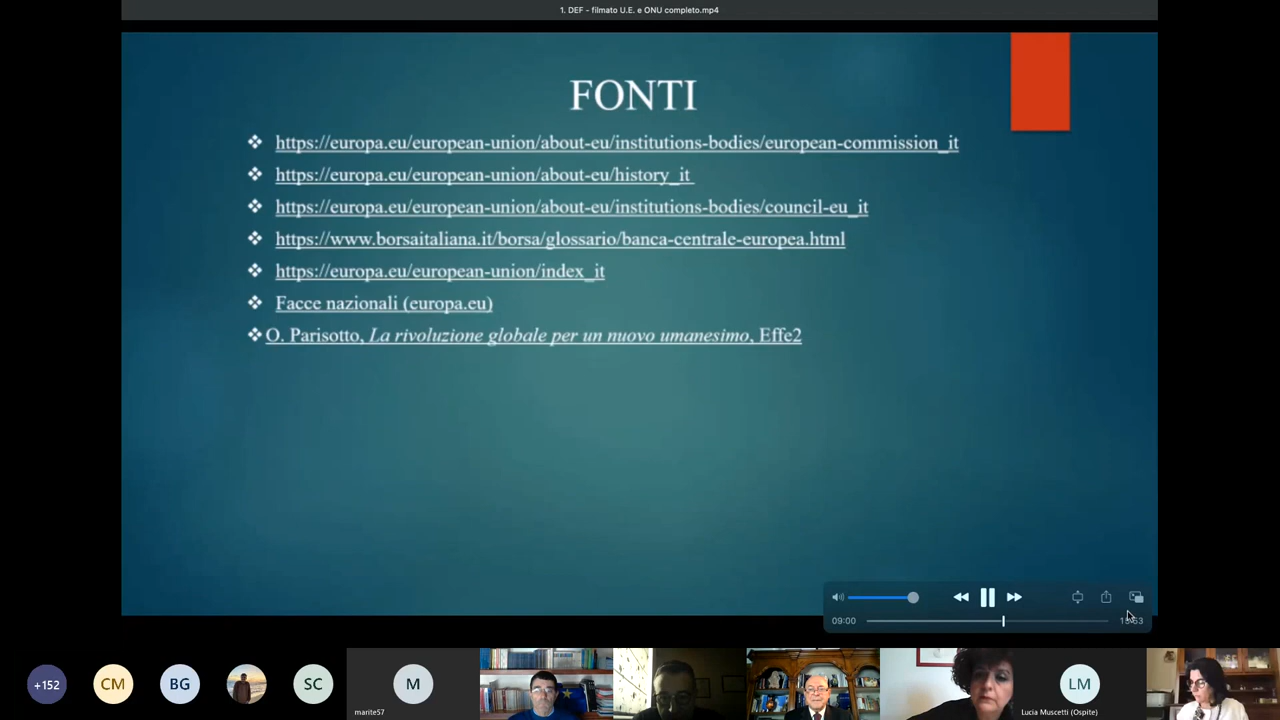 1. DEF - filmato U.E. e ONU completo.mp4
FONTI
❖ https://europa.eu/european-union/about-eu/institutions-bodies/european-commission_it
❖ https://europa.eu/european-union/about-eu/history_it
❖ https://europa.eu/european-union/about-eu/institutions-bodies/council-eu_it
❖ https://www.borsaitaliana.it/borsa/glossario/banca-centrale-europea.html
❖ https://europa.eu/european-union/index_it
❖ Facce nazionali (europa.eu)
❖ O. Parisotto, La rivoluzione globale per un nuovo umanesimo, Effe2
09:00
+152 CM BG SC M LM
marite57 Lucia Muscetti (Ospite)